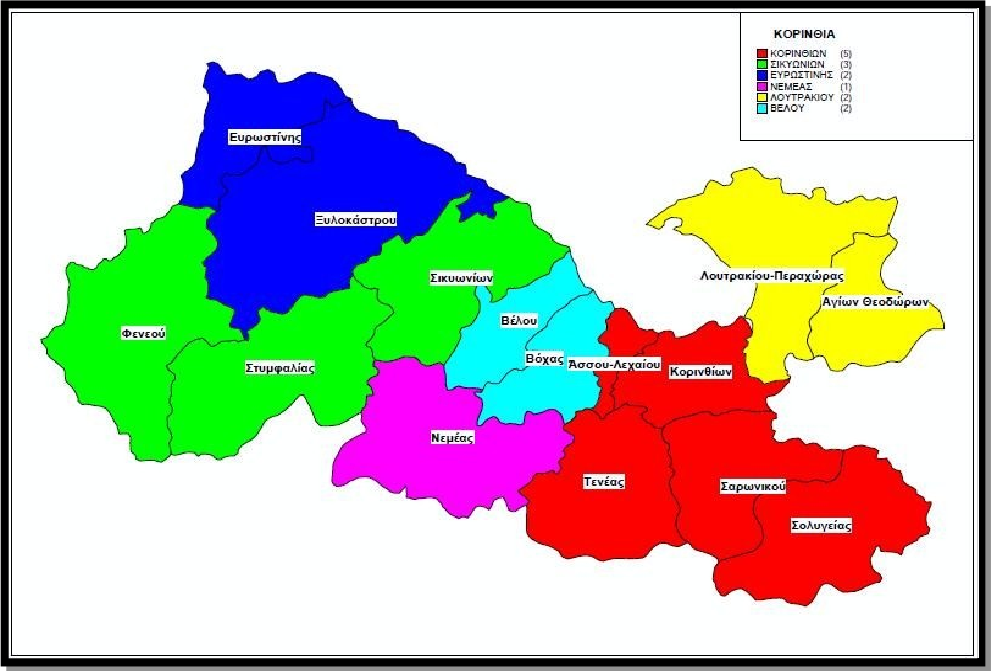 ΚΟΡΙΝΘΙΑ
ΚΟΡΙΝΘΙΩΝ (5)
ΣΙΚΥΩΝΙΩΝ (3)
ΕΥΡΩΣΤΙΝΗΣ (2)
ΝΕΜΕΑΣ (1)
ΛΟΥΤΡΑΚΙΟΥ (2)
ΒΕΛΟΥ (2)
Ευρωστίνης
Ξυλοκάστρου
Σικυωνίων
Λουτρακίου-Περαχώρας
Αγίων Θεοδώρων
Φενεού
Βέλου
Στυμφαλίας
Βόχας
Άσσου-Λεχαίου
Κορινθίων
Νεμέας
Τενέας
Σαρωνικού
Σολυγείας